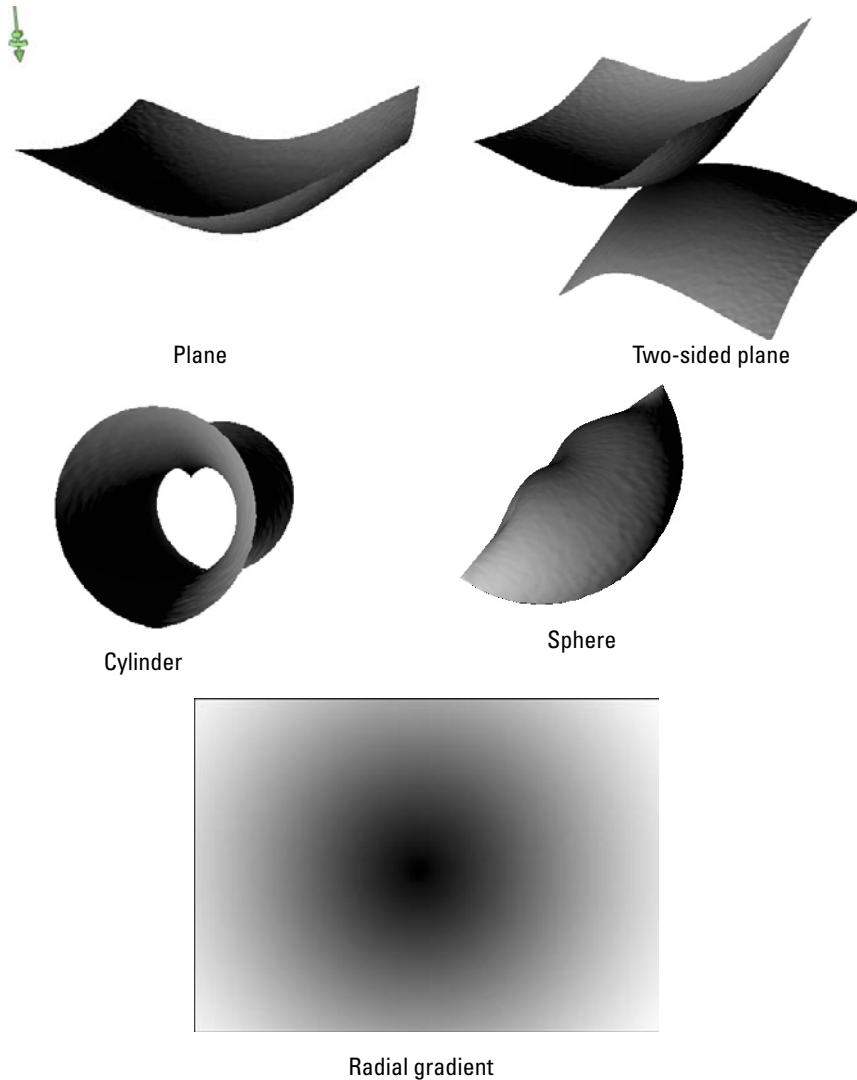 Plane
Two-sided plane
Cylinder
Sphere
Radial gradient